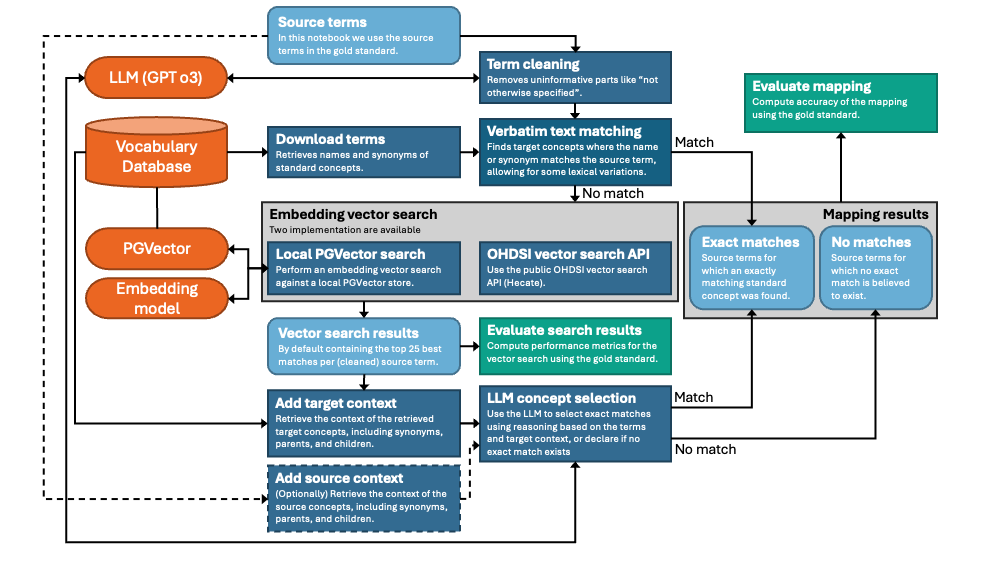 Source terms
In this notebook we use the source
terms in the gold standard.
LLM (GPT o3)
Term cleaning
Removes uninformative parts like “not
otherwise specified”.
Evaluate mapping
Compute accuracy of the mapping
using the gold standard.
Vocabulary
Database
Download terms
Retrieves names and synonyms of
standard concepts.
Verbatim text matching
Finds target concepts where the name
or synonym matches the source term,
allowing for some lexical variations.
Match
No match
Embedding vector search
Two implementation are available
Mapping results
PGVector
Local PGVector search
Perform an embedding vector search
against a local PGVector store.
OHDSI vector search API
Use the public OHDSI vector search
API (Hecate).
Exact matches
Source terms for
which an exactly
matching standard
concept was found.
No matches
Source terms for
which no exact
match is believed
to exist.
Embedding
model
Vector search results
By default containing the top 25 best
matches per (cleaned) source term.
Evaluate search results
Compute performance metrics for the
vector search using the gold standard.
Add target context
Retrieve the context of the retrieved
target concepts, including synonyms,
parents, and children.
LLM concept selection
Use the LLM to select exact matches
using reasoning based on the terms
and target context, or declare if no
exact match exists
Match
No match
Add source context
(Optionally) Retrieve the context of the
source concepts, including synonyms,
parents, and children.